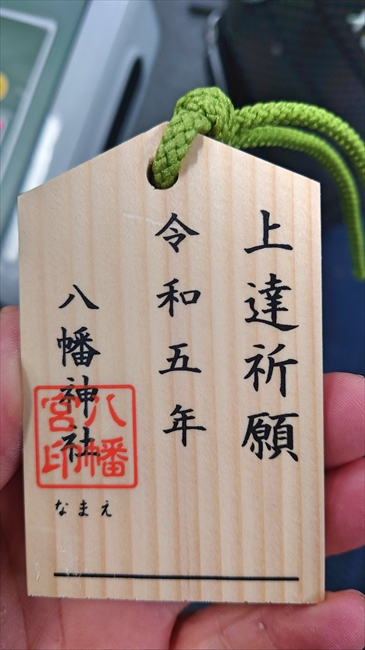 上達祈願
令和五年
八幡神社
八幡宮印
なまえ